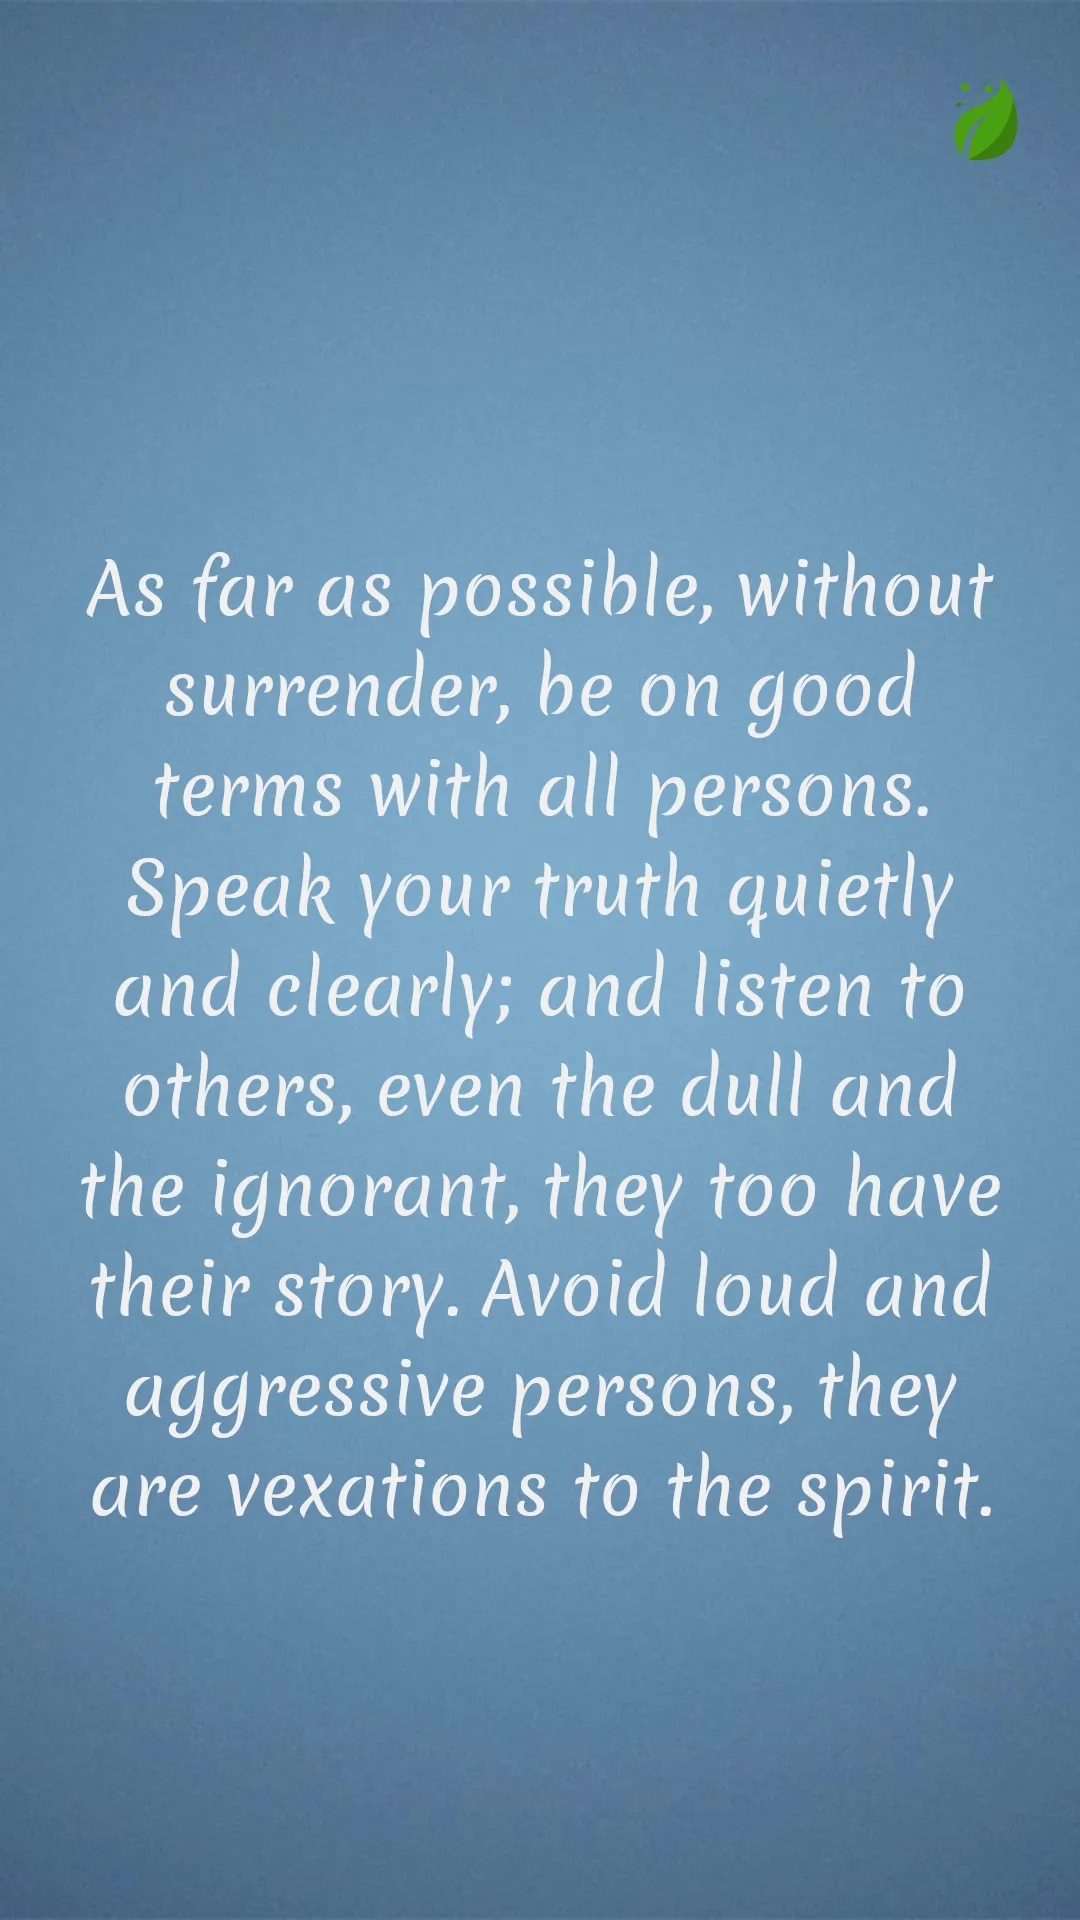 As far as possible, without
surrender, be on good
terms with all persons.
Speak your truth quietly
and clearly; and listen to
others, even the dull and
the ignorant, they too have
their story. Avoid loud and
aggressive persons, they
are vexations to the spirit.